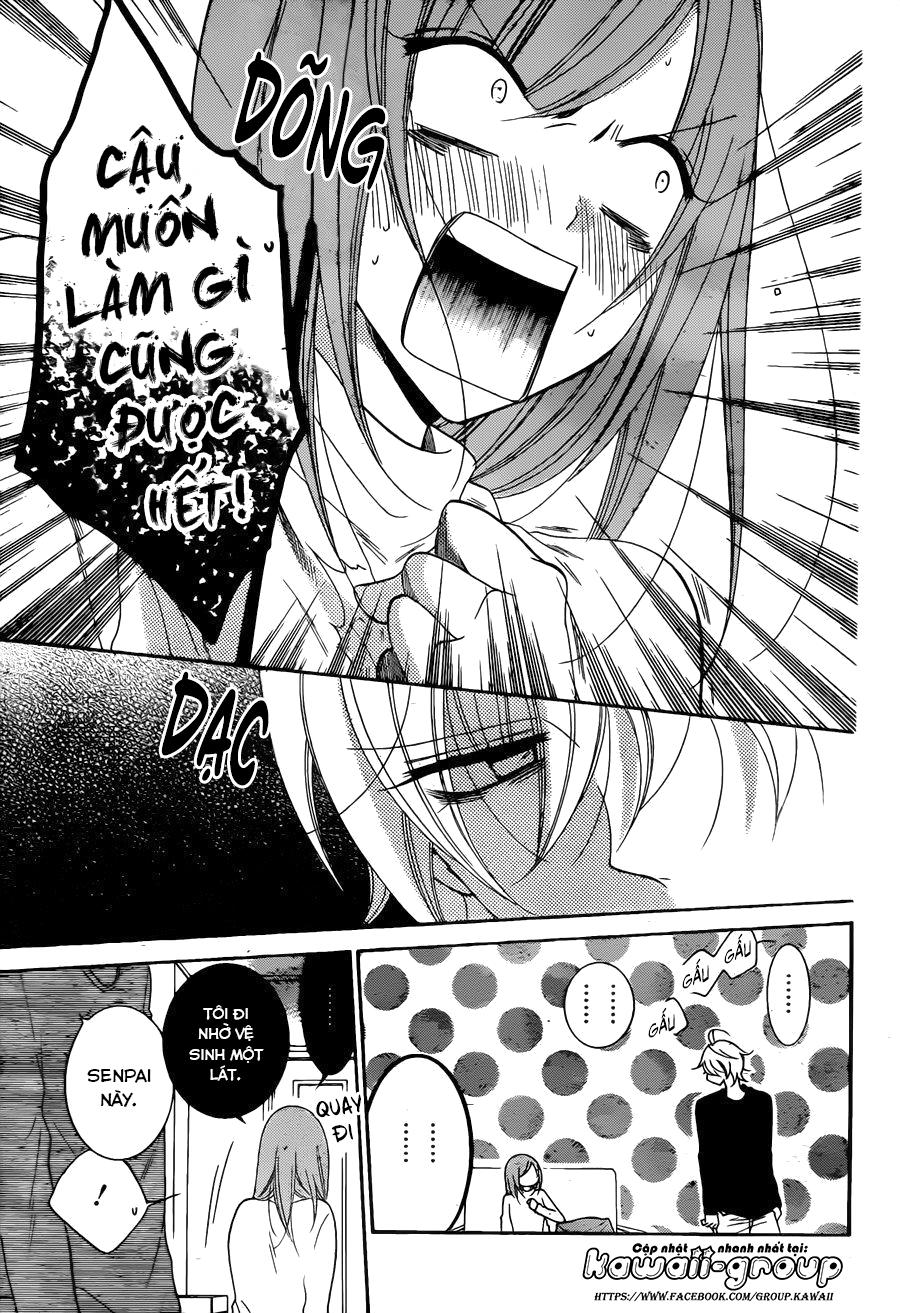 DÕNG
CẬU
MUỐN
LÀM GÌ
CŨNG
ĐƯỢC
HẾT!
DẠC
......
GẤU
GẤU
GẤU
......
......
QUAY
ĐI
......
TÔI ĐI
NHỜ VỆ
SINH MỘT
LÁT.
SENPAI
NÀY.
!
Cập nhật nhanh nhất tại:
kawaii-group
HTTPS://WWW.FACEBOOK.COM/GROUP.KAWAII